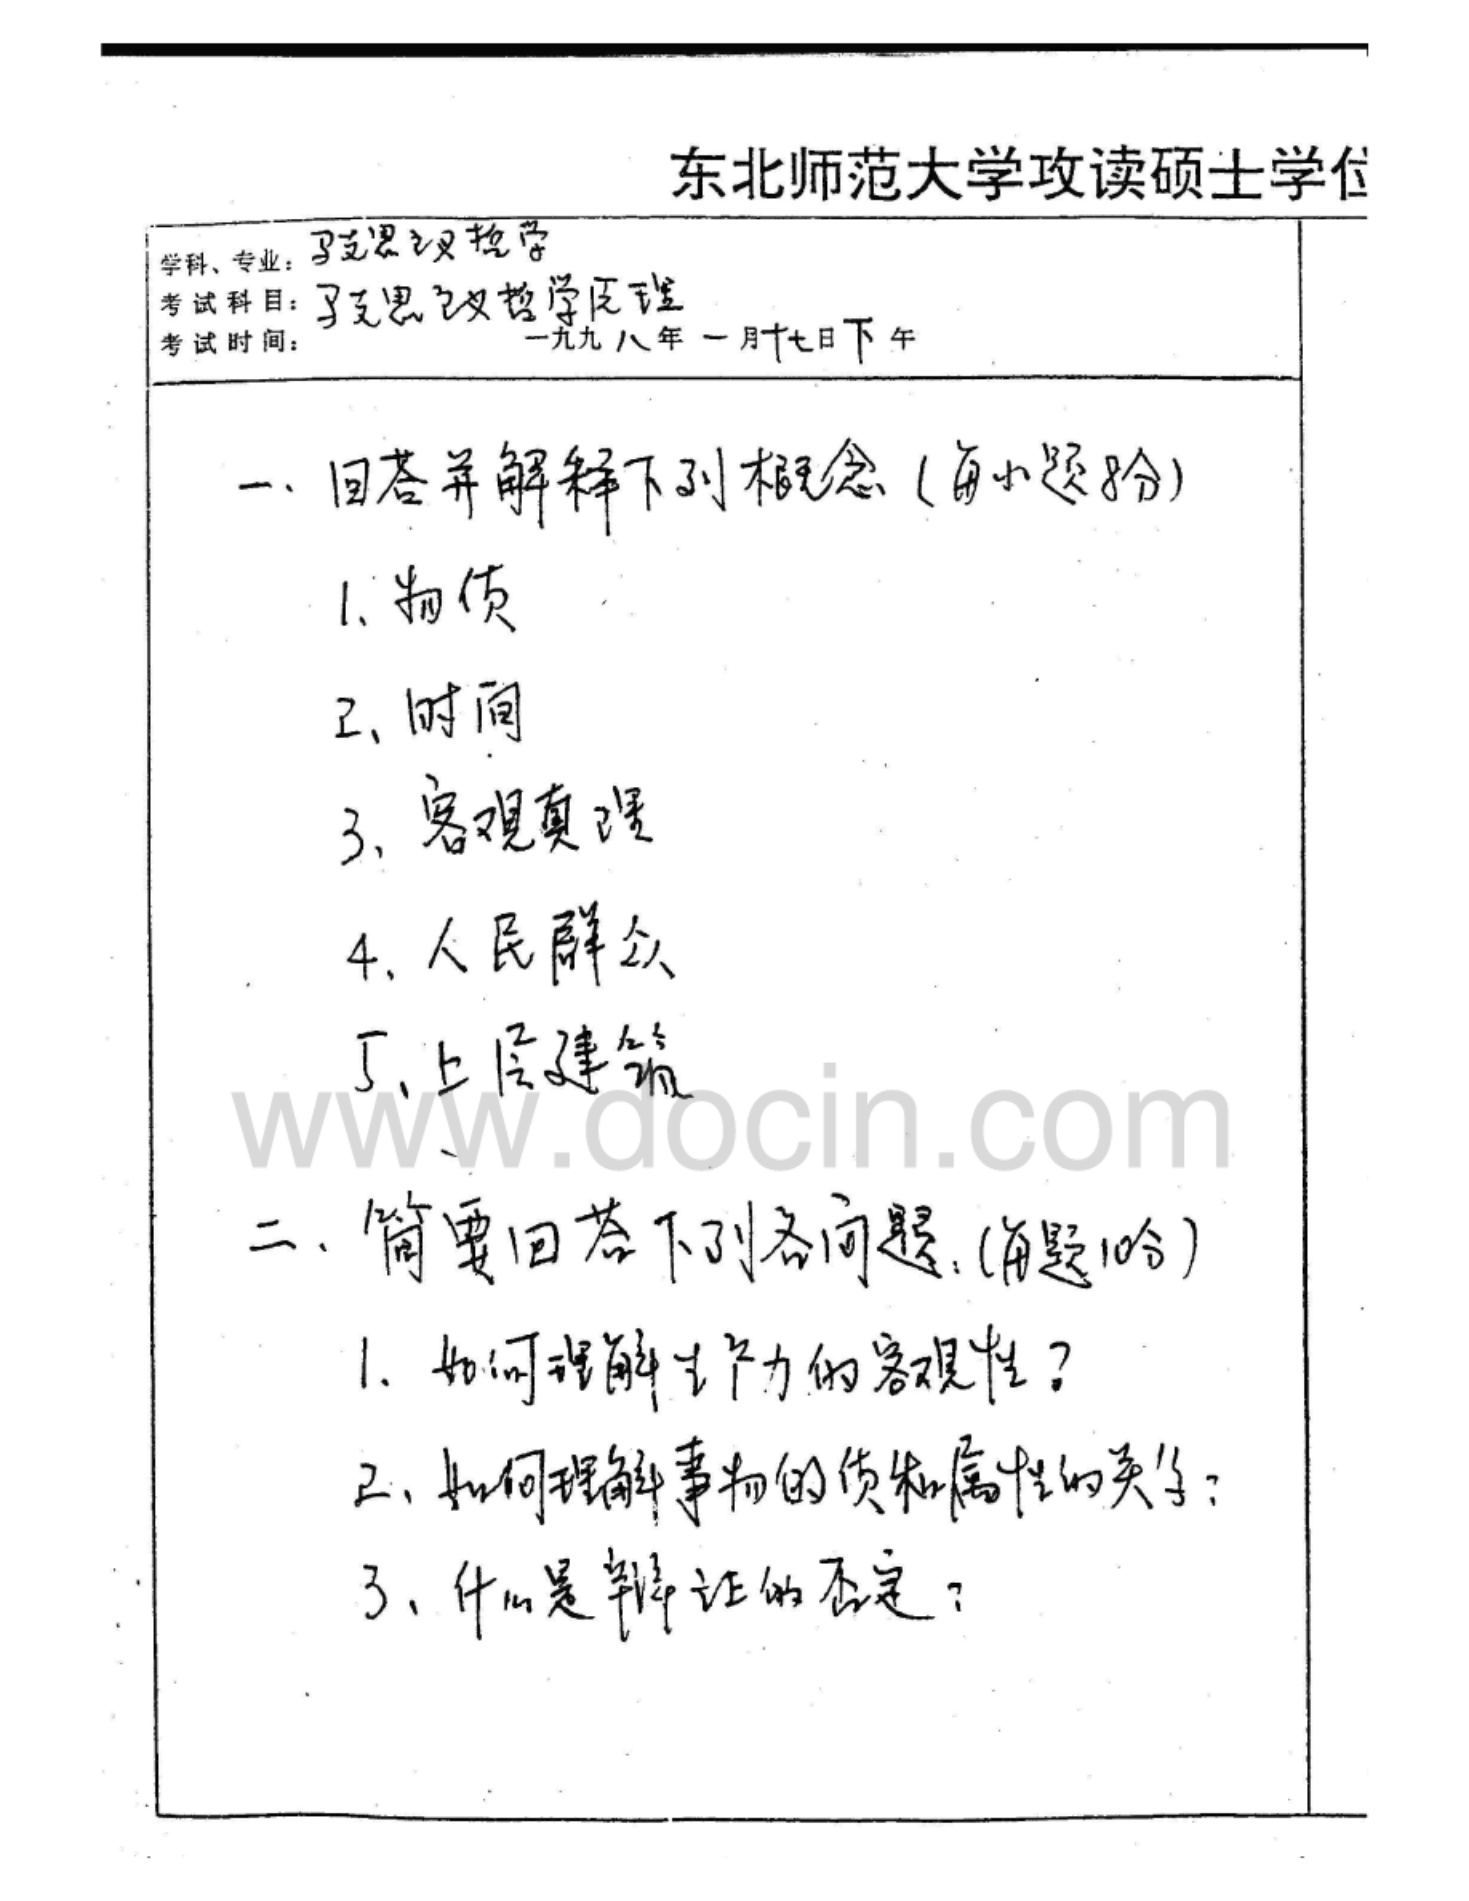 东北师范大学攻读硕士学位
学科、专业：马克思主义哲学
考试科目：马克思主义哲学原理
考试时间：一九九八年一月十七日下午
一、回答并解释下列概念（每小题8分）
1、物质
2、时间
3、客观真理
4、人民群众
5、上层建筑
www.docin.com
二、简要回答下列各问题：（每题10分）
1、如何理解生产力的客观性？
2、如何理解事物的质和属性的关系？
3、什么是辩证的否定？